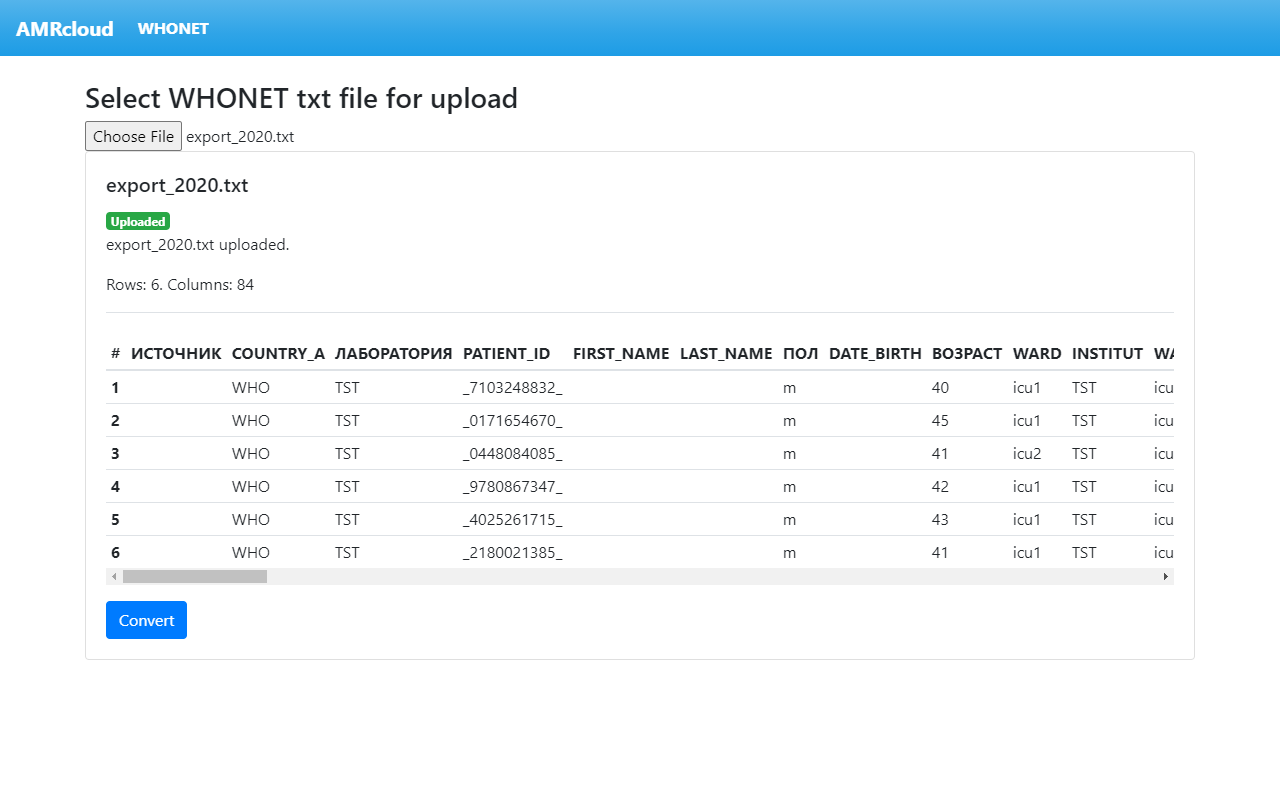 AMRcloud WHONET
Select WHONET txt file for upload
Choose File export_2020.txt
export_2020.txt
Uploaded
export_2020.txt uploaded.
Rows: 6. Columns: 84
# ИСТОЧНИК COUNTRY_A ЛАБОРАТОРИЯ PATIENT_ID FIRST_NAME LAST_NAME ПОЛ DATE_BIRTH ВОЗРАСТ WARD INSTITUT WA
1 WHO TST _7103248832_ m 40 icu1 TST icu
2 WHO TST _0171654670_ m 45 icu1 TST icu
3 WHO TST _0448084085_ m 41 icu2 TST icu
4 WHO TST _9780867347_ m 42 icu1 TST icu
5 WHO TST _4025261715_ m 43 icu1 TST icu
6 WHO TST _2180021385_ m 41 icu1 TST icu
Convert